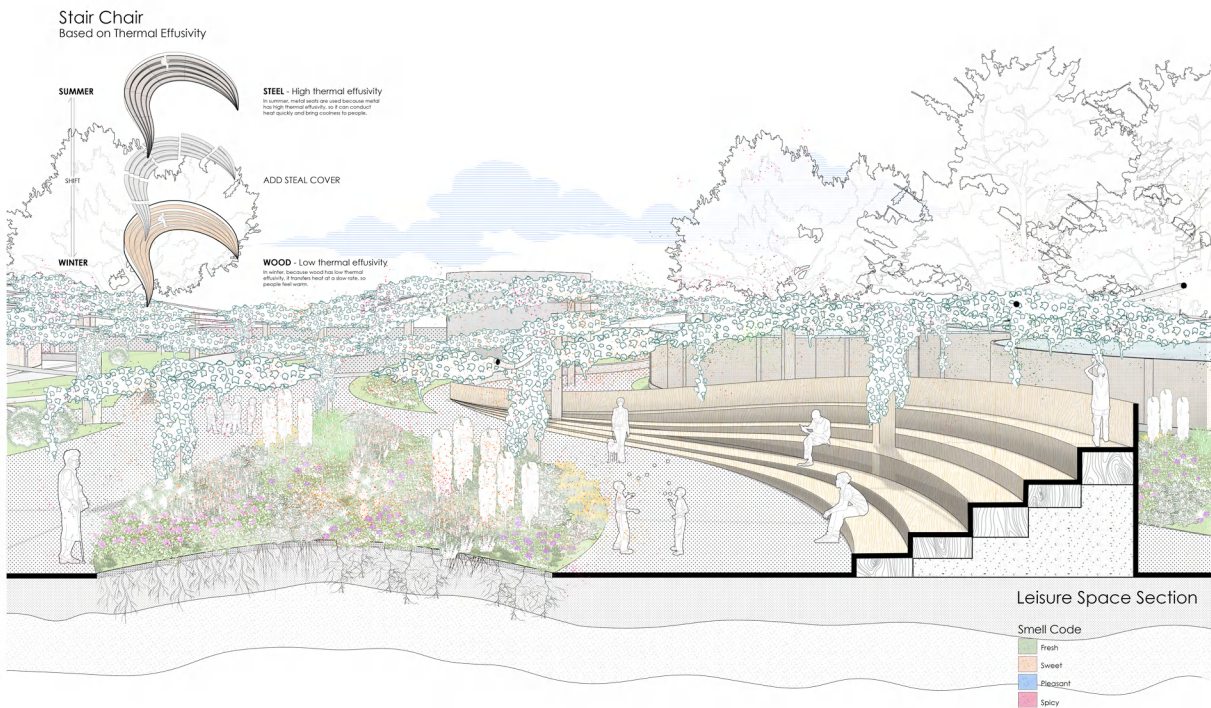 Stair Chair
Based on Thermal Effusivity
SUMMER
SHIFT
WINTER
STEEL - High thermal effusivity
In summer, metal seats are used because metal
has high thermal effusivity, so it can conduct
heat quickly and bring coolness to people.
ADD STEAL COVER
WOOD - Low thermal effusivity
In winter, because wood has low thermal
effusivity, it transfers heat at a slow rate, so
people feel warm.
Leisure Space Section
Smell Code
Fresh
Sweet
Pleasant
Spicy